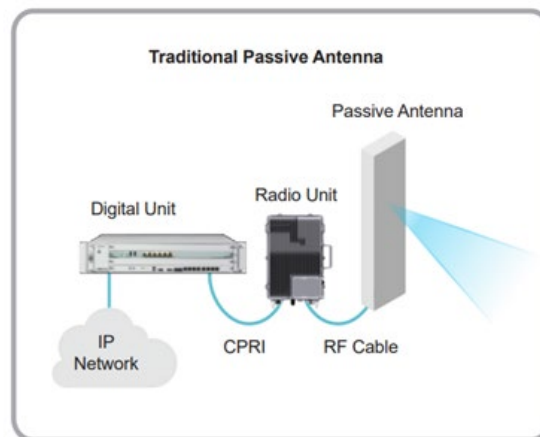 Traditional Passive Antenna
Passive Antenna
Radio Unit
Digital Unit
IP
Network
CPRI
RF Cable